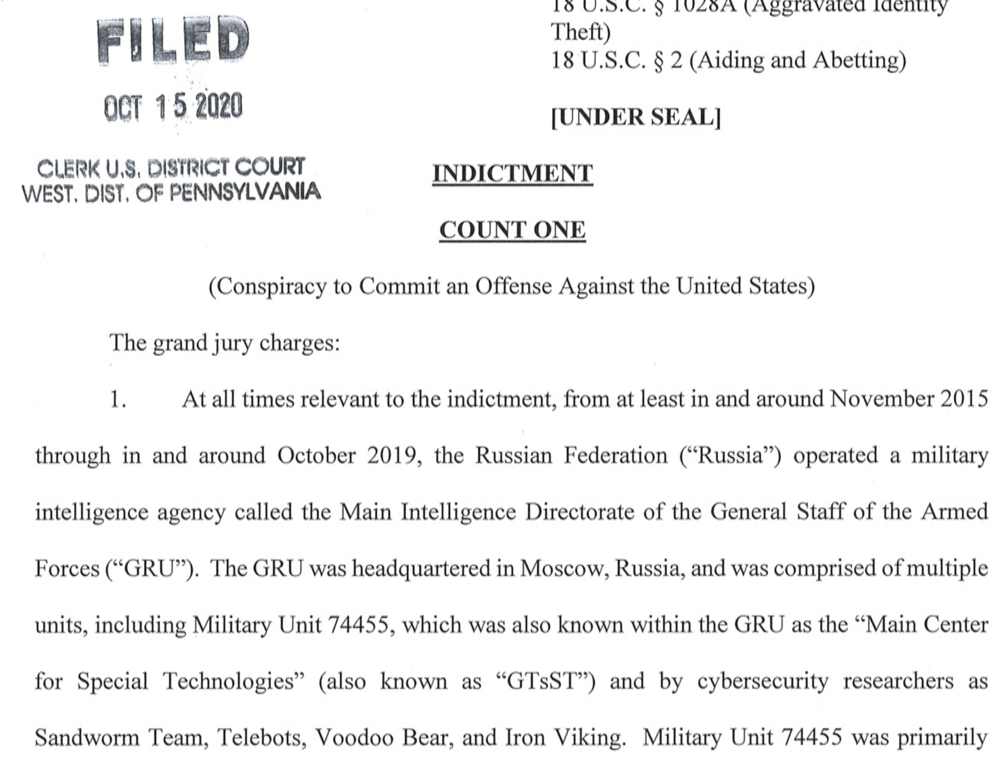 18 U.S.C. § 1028A (Aggravated Identity
Theft)
18 U.S.C. § 2 (Aiding and Abetting)
FILED
OCT 15 2020
CLERK U.S. DISTRICT COURT
WEST. DIST. OF PENNSYLVANIA
[UNDER SEAL]
INDICTMENT
COUNT ONE
(Conspiracy to Commit an Offense Against the United States)
The grand jury charges:
1. At all times relevant to the indictment, from at least in and around November 2015
through in and around October 2019, the Russian Federation (“Russia”) operated a military
intelligence agency called the Main Intelligence Directorate of the General Staff of the Armed
Forces (“GRU”). The GRU was headquartered in Moscow, Russia, and was comprised of multiple
units, including Military Unit 74455, which was also known within the GRU as the “Main Center
for Special Technologies” (also known as “GTsST”) and by cybersecurity researchers as
Sandworm Team, Telebots, Voodoo Bear, and Iron Viking. Military Unit 74455 was primarily